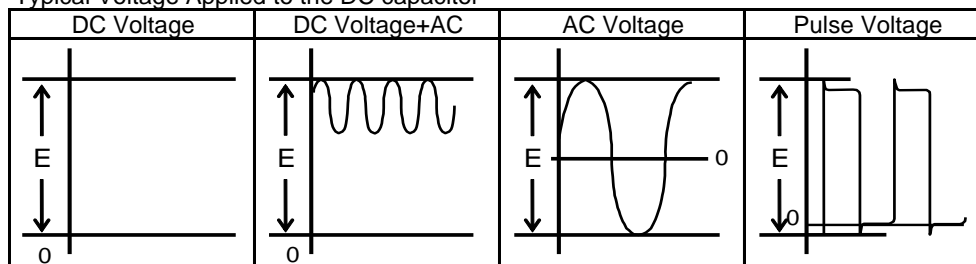 Typical Voltage Applied to the DC capacitor
DC Voltage
DC Voltage+AC
AC Voltage
Pulse Voltage
E
0
E
0
E
0
E
0